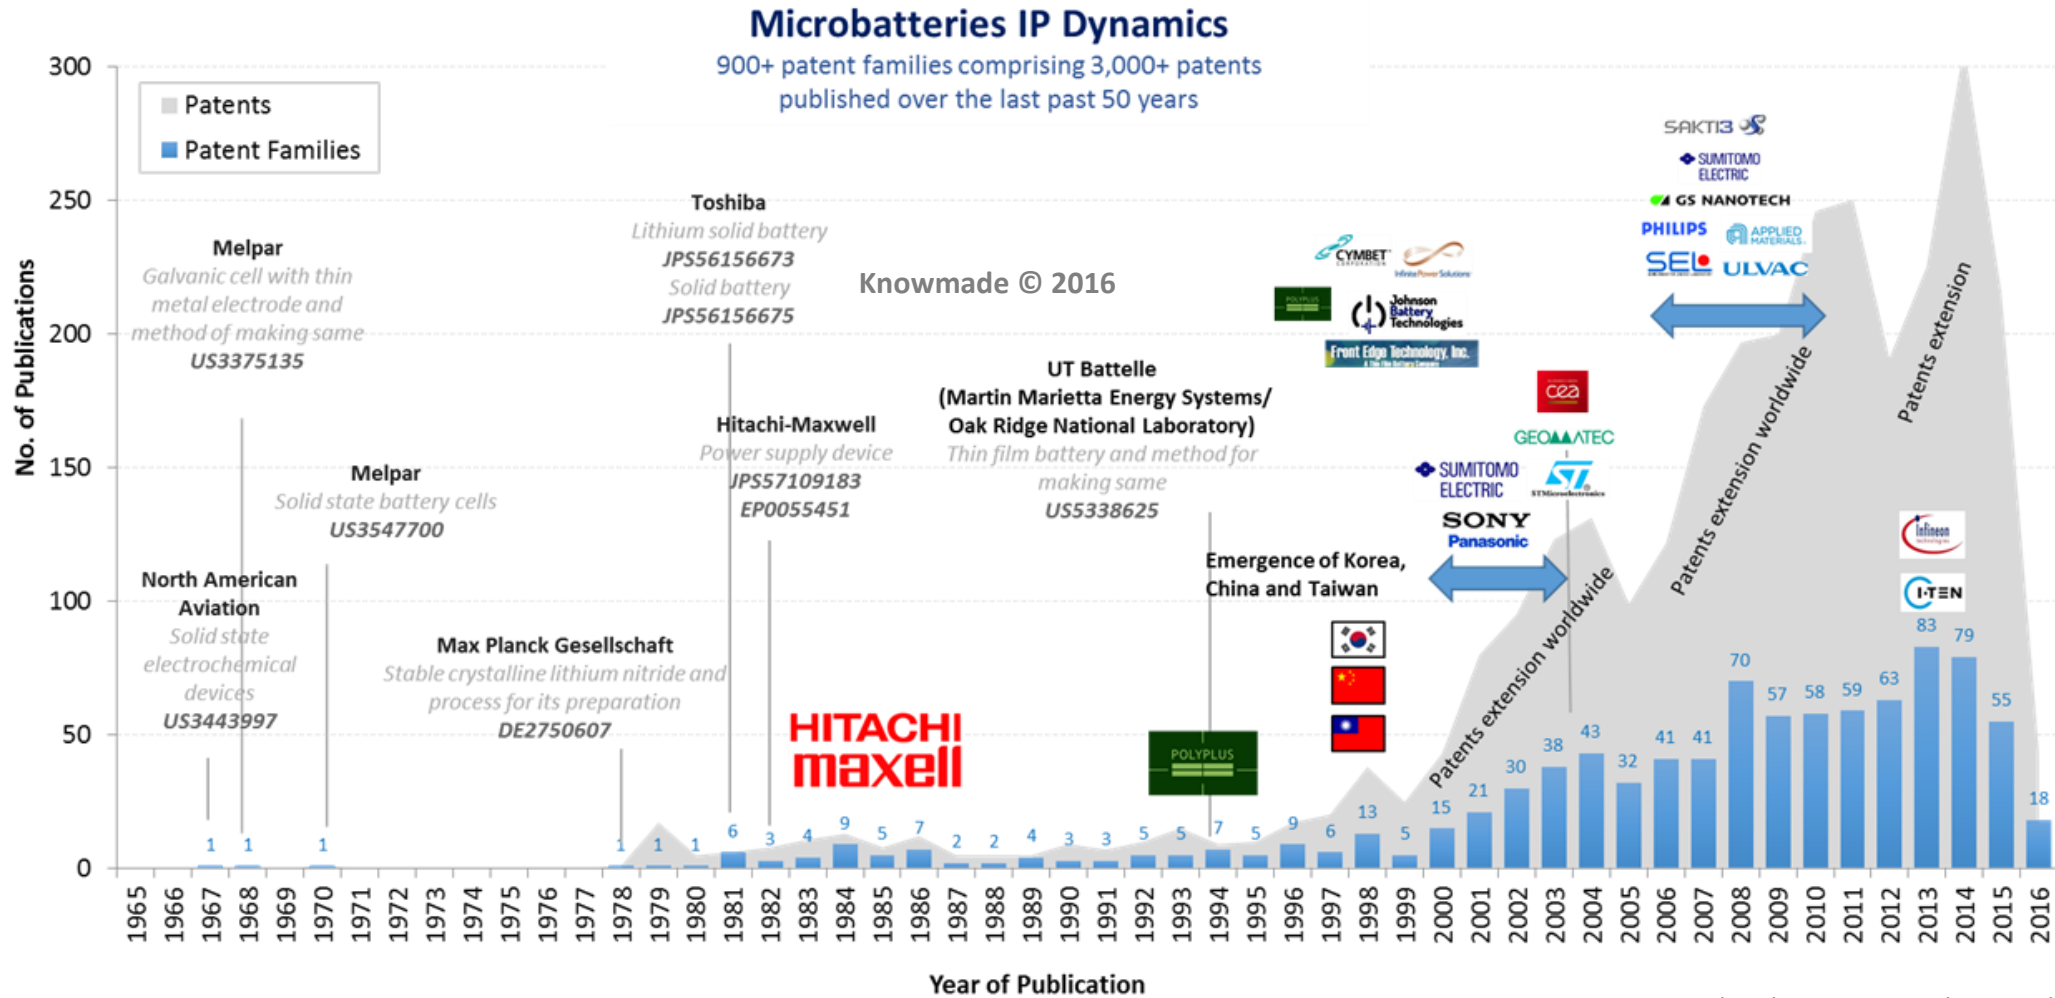 Microbatteries IP Dynamics
900+ patent families comprising 3,000+ patents
published over the last past 50 years
Patents
Patent Families
No. of Publications
300
250
200
150
100
50
0
Melpar
Galvanic cell with thin
metal electrode and
method of making same
US3375135
North American
Aviation
Solid state
electrochemical
devices
US3443997
Melpar
Solid state battery cells
US3547700
Max Planck Gesellschaft
Stable crystalline lithium nitride and
process for its preparation
DE2750607
Toshiba
Lithium solid battery
JPS56156673
Solid battery
JPS56156675
Hitachi-Maxwell
Power supply device
JPS57109183
EP0055451
HITACHI
maxell
Knowmade © 2016
UT Battelle
(Martin Marietta Energy Systems/
Oak Ridge National Laboratory)
Thin film battery and method for
making same
US5338625
POLYPLUS
Emergence of Korea,
China and Taiwan
CYMBET
CORPORATION
InfinitePowerSolutions
POLYPLUS
Johnson
Battery
Technologies
Front Edge Technology, Inc.
A Thin Film Battery Company
cea
GEOMATEC
SUMITOMO
ELECTRIC
ST
STMicroelectronics
SONY
Panasonic
SAKTI3
SUMITOMO
ELECTRIC
GS NANOTECH
PHILIPS
APPLIED
MATERIALS
SEL
ULVAC
Patents extension worldwide
Patents extension worldwide
Patents extension
Infineon
technologies
I-TEN
1 1 1 1 1 1 6 3 4 9 5 7 2 2 4 3 3 5 5 7 5 9 6 13 5 15 21 30 38 43 32 41 41 70 57 58 59 63 83 79 55 18
1965 1966 1967 1968 1969 1970 1971 1972 1973 1974 1975 1976 1977 1978 1979 1980 1981 1982 1983 1984 1985 1986 1987 1988 1989 1990 1991 1992 1993 1994 1995 1996 1997 1998 1999 2000 2001 2002 2003 2004 2005 2006 2007 2008 2009 2010 2011 2012 2013 2014 2015 2016
Year of Publication